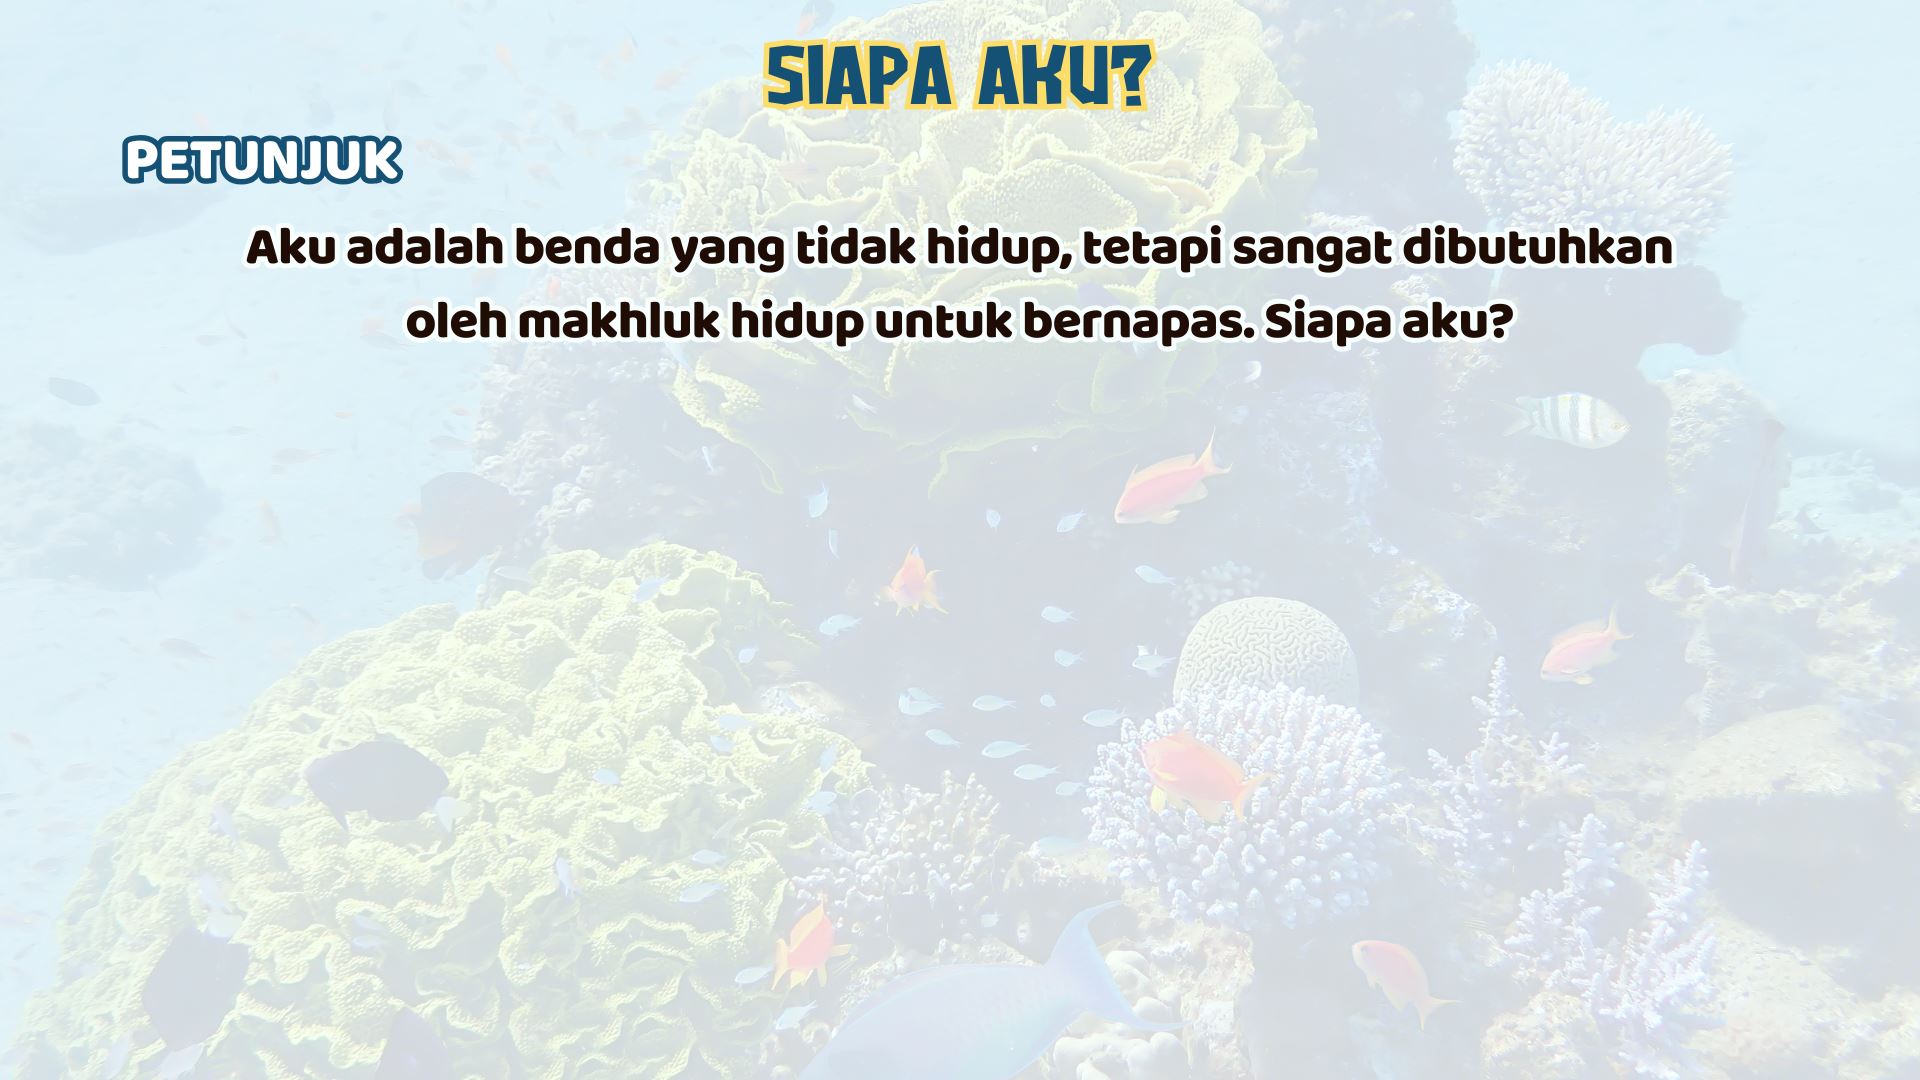 SIAPA AKU?
PETUNJUK
Aku adalah benda yang tidak hidup, tetapi sangat dibutuhkan
oleh makhluk hidup untuk bernapas. Siapa aku?